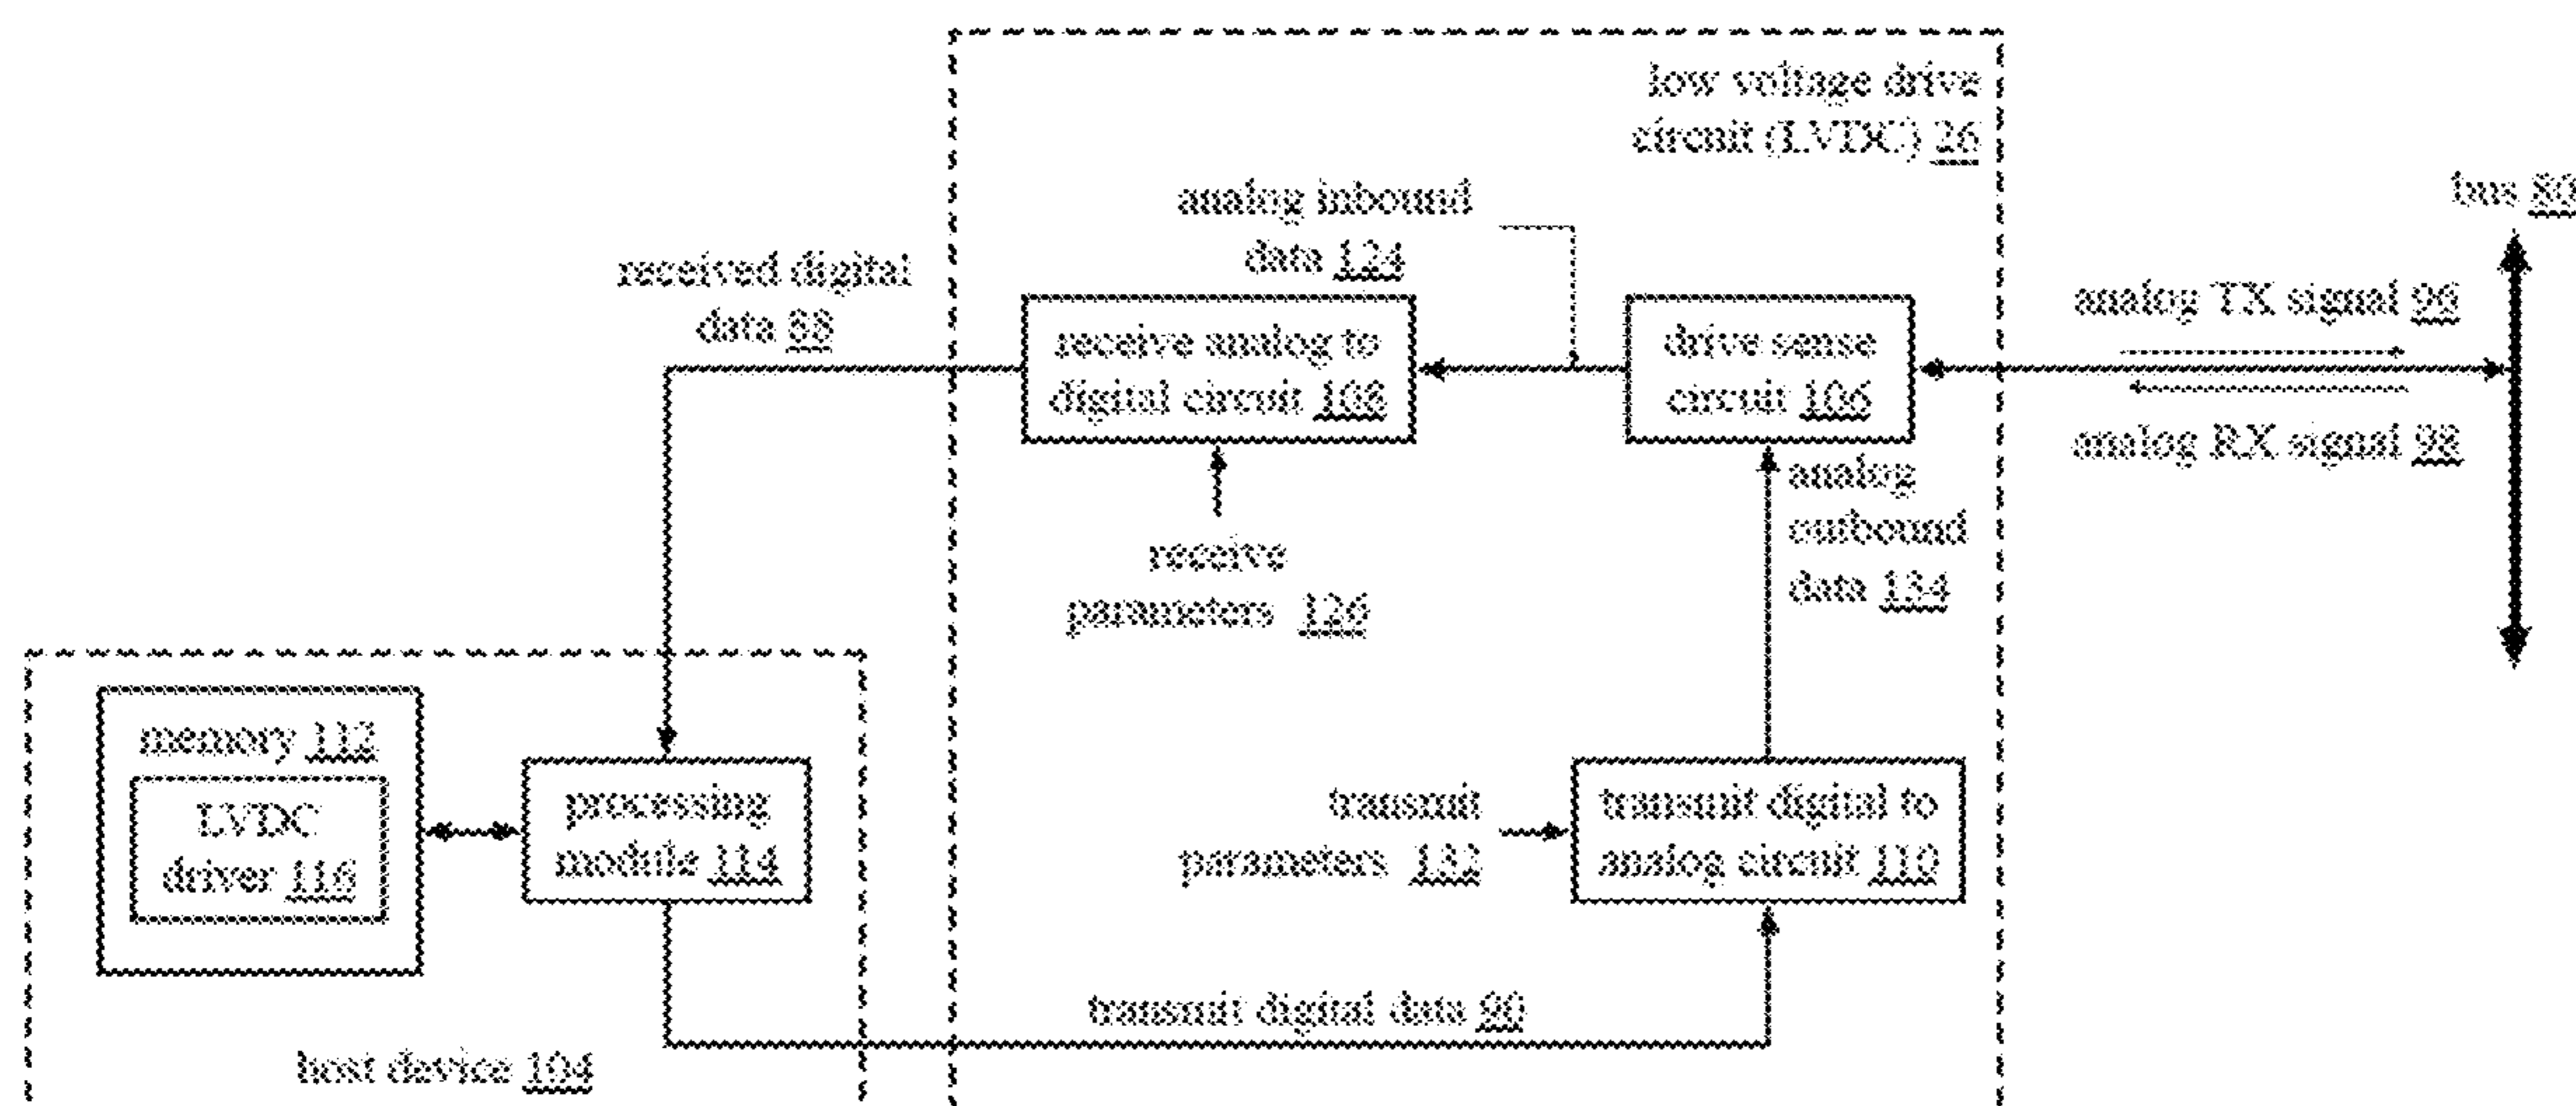 low voltage drive
circuit (LVDC) 26
bus 80
analog inbound
data 124
received digital
data 88
analog TX signal 96
receive analog to
digital circuit 108
drive sense
circuit 106
analog RX signal 98
analog
outbound
data 134
receive
parameters 126
memory 112
LVDC
driver 116
processing
module 114
transmit
parameters 132
transmit digital to
analog circuit 110
transmit digital data 90
host device 104